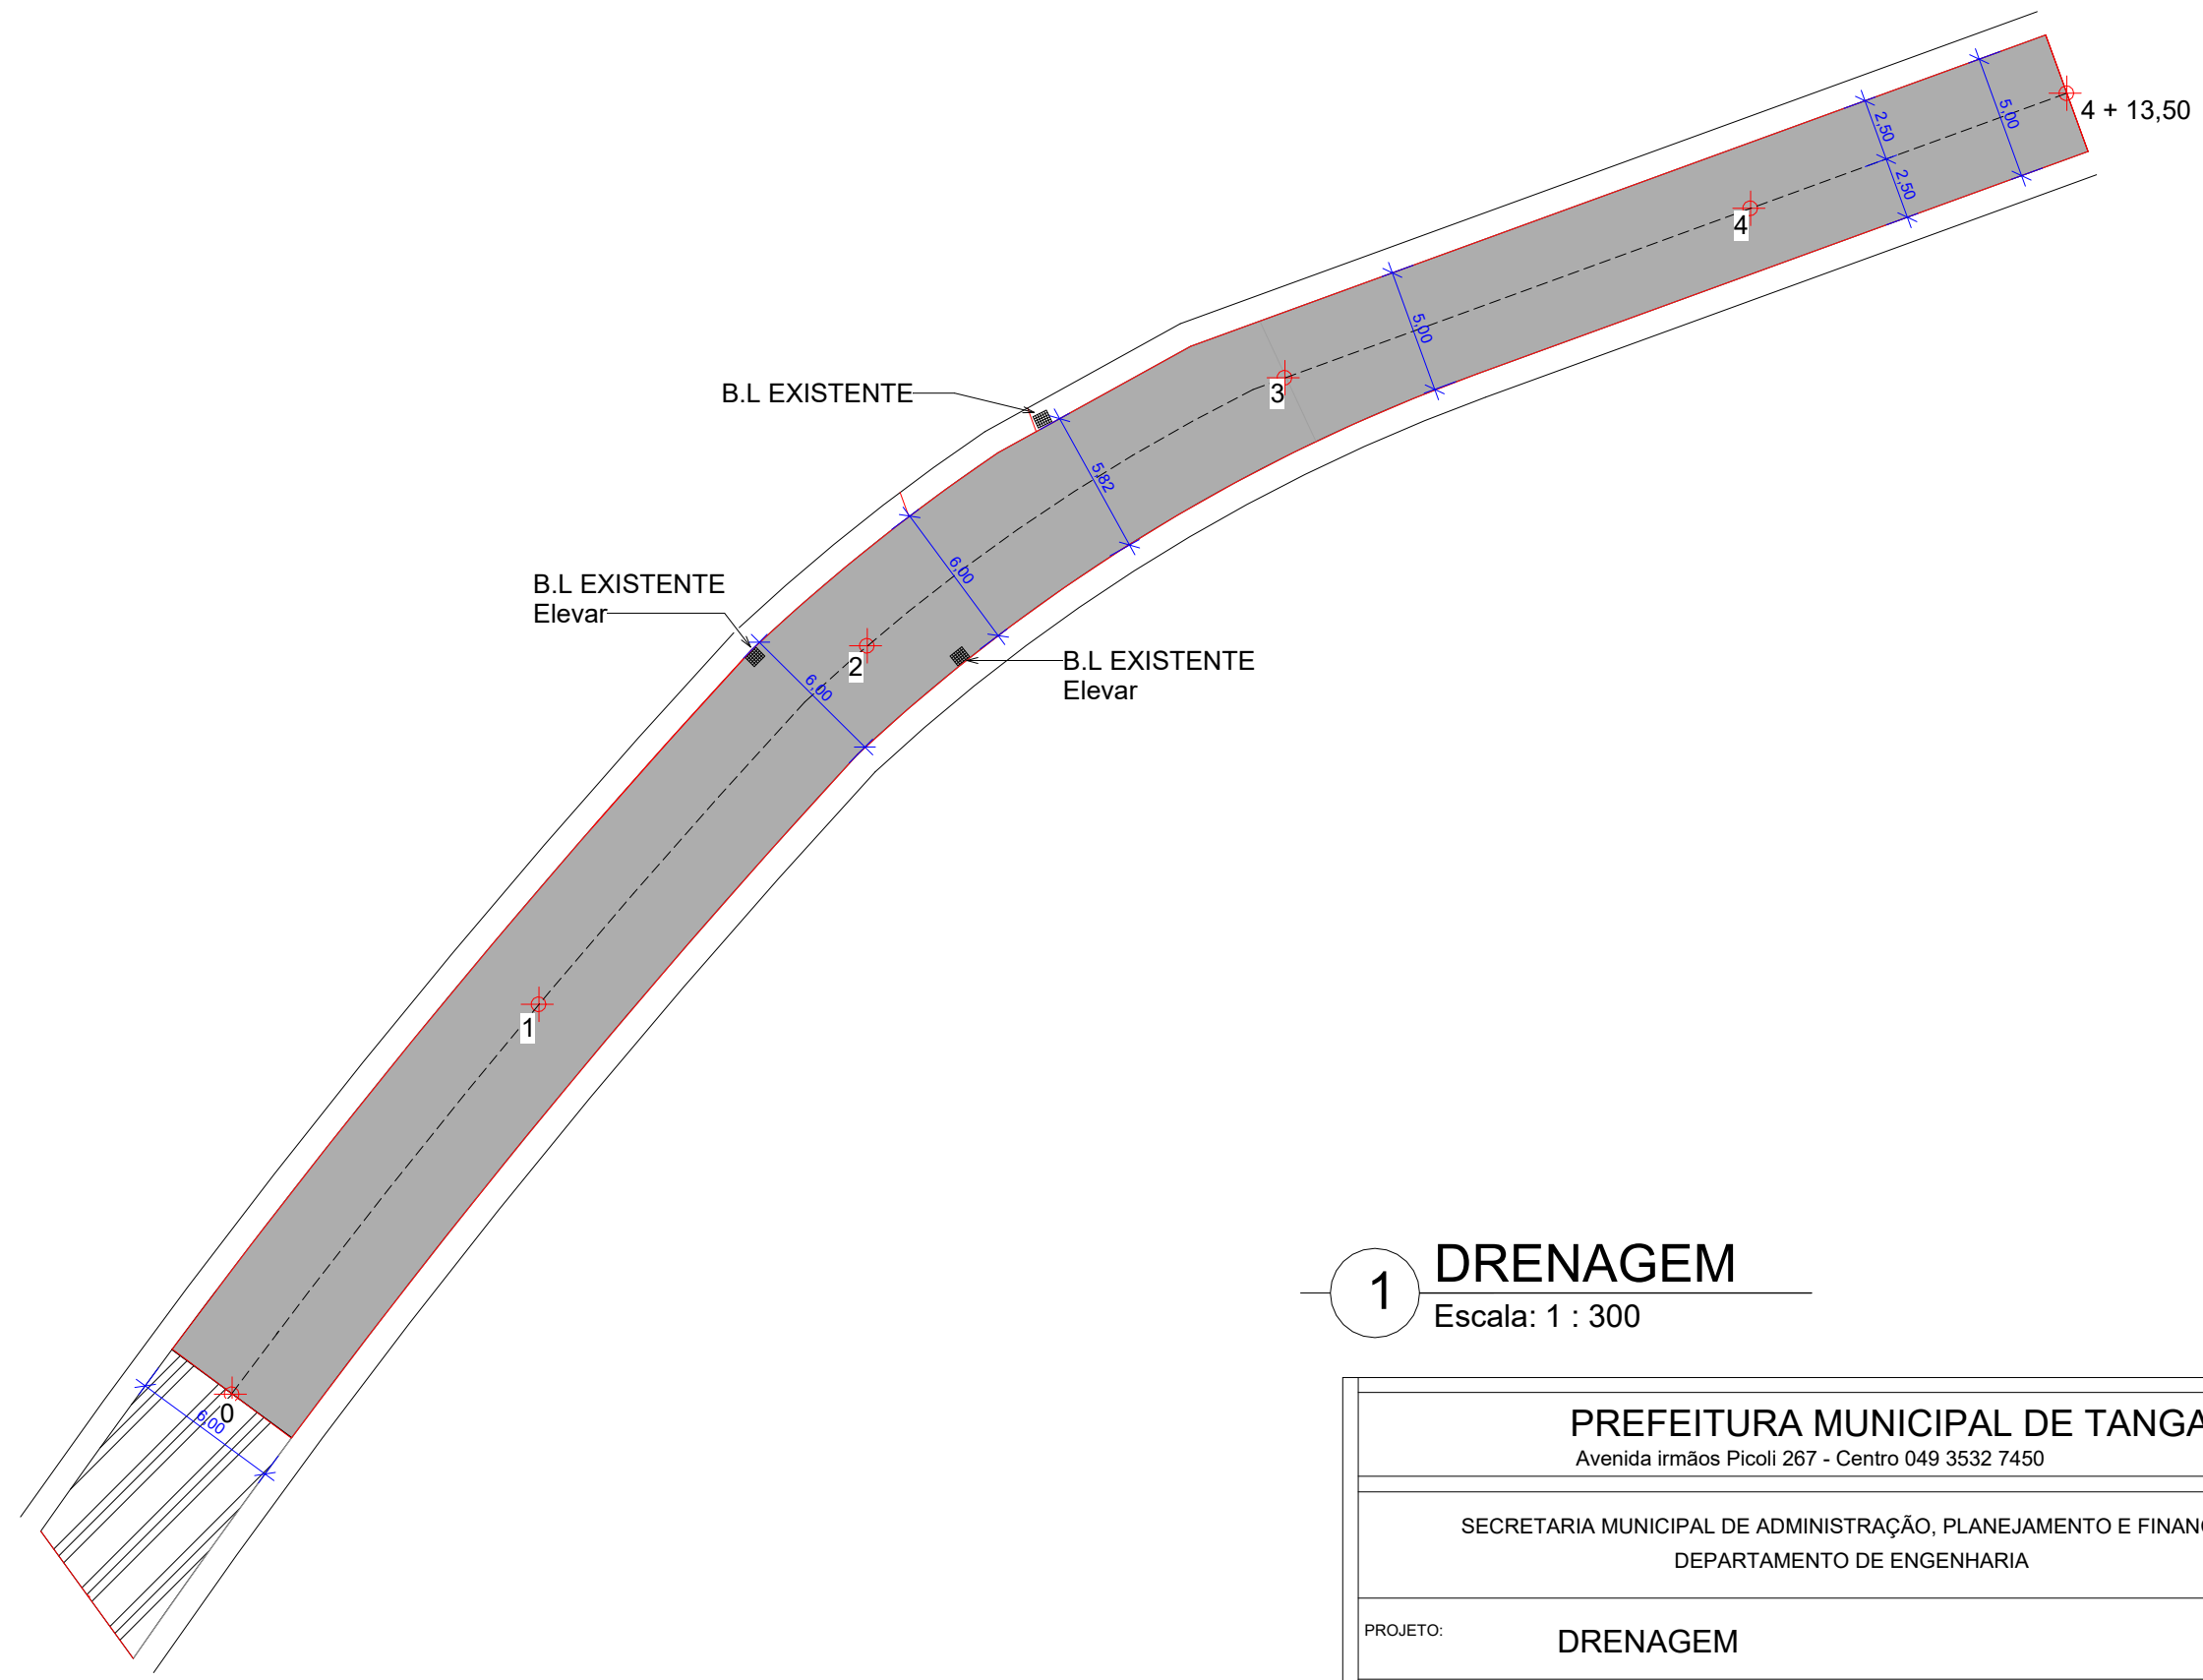 4 + 13,50
5,00
2,50
2,50
4
5,00
3
B.L EXISTENTE
5,82
6,00
B.L EXISTENTE
Elevar
2
B.L EXISTENTE
Elevar
6,00
1
0
6,00
1
DRENAGEM
Escala: 1 : 300
PREFEITURA MUNICIPAL DE TANGA
Avenida irmãos Picoli 267 - Centro 049 3532 7450
SECRETARIA MUNICIPAL DE ADMINISTRAÇÃO, PLANEJAMENTO E FINANÇ
DEPARTAMENTO DE ENGENHARIA
PROJETO:
DRENAGEM